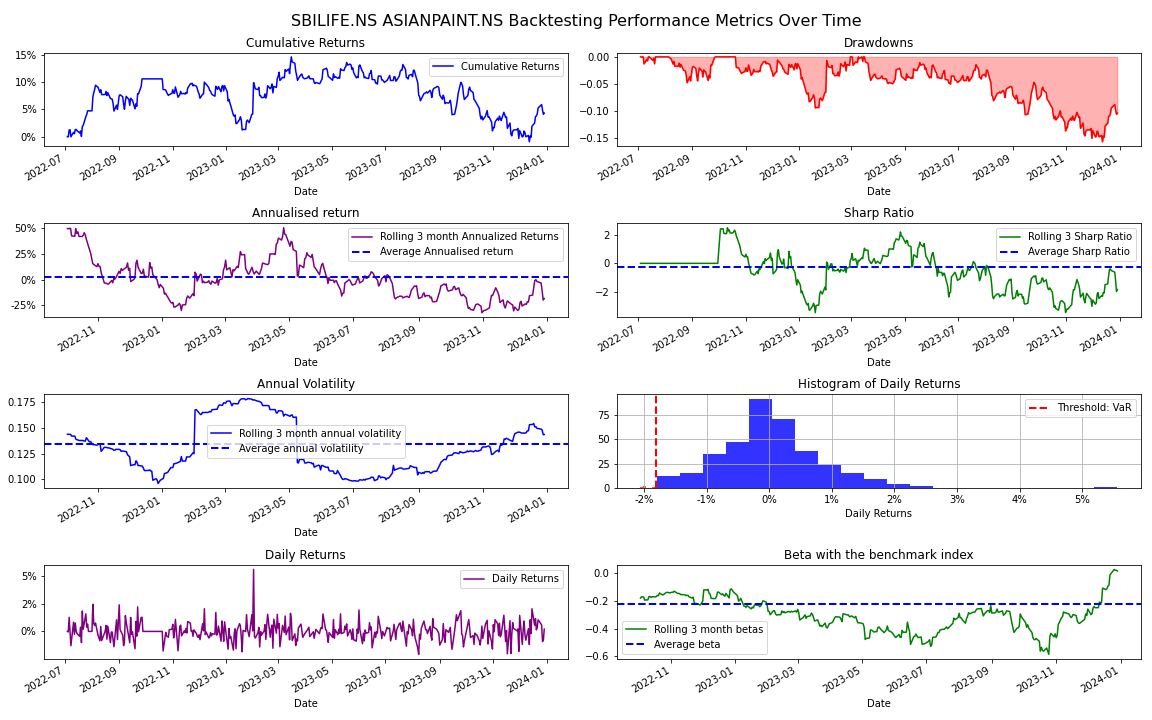 SBILIFE.NS ASIANPAINT.NS Backtesting Performance Metrics Over Time
Cumulative Returns
15%
10%
5%
0%
Cumulative Returns
2022-07 2022-09 2022-11 2023-01 2023-03 2023-05 2023-07 2023-09 2023-11 2024-01
Date
Drawdowns
0.00
−0.05
−0.10
−0.15
2022-07 2022-09 2022-11 2023-01 2023-03 2023-05 2023-07 2023-09 2023-11 2024-01
Date
Annualised return
50%
25%
0%
-25%
Rolling 3 month Annualized Returns
Average Annualised return
2022-11 2023-01 2023-03 2023-05 2023-07 2023-09 2023-11 2024-01
Date
Sharp Ratio
2
0
−2
Rolling 3 Sharp Ratio
Average Sharp Ratio
2022-07 2022-09 2022-11 2023-01 2023-03 2023-05 2023-07 2023-09 2023-11 2024-01
Date
Annual Volatility
0.175
0.150
0.125
0.100
Rolling 3 month annual volatility
Average annual volatility
2022-11 2023-01 2023-03 2023-05 2023-07 2023-09 2023-11 2024-01
Date
Histogram of Daily Returns
75
50
25
0
Threshold: VaR
-2% -1% 0% 1% 2% 3% 4% 5%
Daily Returns
Daily Returns
5%
2%
0%
Daily Returns
2022-07 2022-09 2022-11 2023-01 2023-03 2023-05 2023-07 2023-09 2023-11 2024-01
Date
Beta with the benchmark index
0.0
−0.2
−0.4
−0.6
Rolling 3 month betas
Average beta
2022-11 2023-01 2023-03 2023-05 2023-07 2023-09 2023-11 2024-01
Date